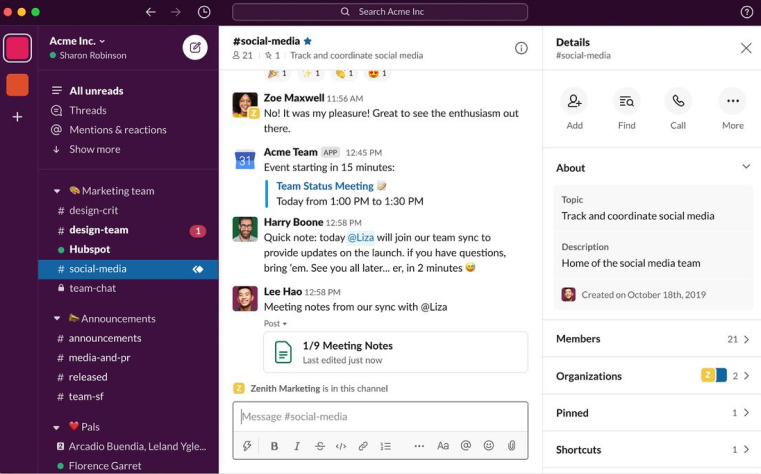 Search Acme Inc
Acme Inc.
Sharon Robinson
All unreads
Threads
Mentions & reactions
Show more
Marketing team
# design-crit
# design-team 1
Hubspot
# social-media
team-chat
Announcements
# announcements
# media-and-pr
# released
# team-sf
Pals
2 Arcadio Buendia, Leland Ygle...
Florence Garret
#social-media
21 | 1 | Track and coordinate social media
1 1 1 1
Zoe Maxwell 11:56 AM
Z
No! It was my pleasure! Great to see the enthusiasm out
there.
Acme Team APP 12:45 PM
31
Event starting in 15 minutes:
Team Status Meeting
Today from 1:00 PM to 1:30 PM
Harry Boone 12:58 PM
Quick note: today @Liza will join our team sync to
provide updates on the launch. if you have questions,
bring 'em. See you all later... er, in 2 minutes
Lee Hao 12:58 PM
Meeting notes from our sync with @Liza
Post
1/9 Meeting Notes
Last edited just now
Z Zenith Marketing is in this channel
Message #social-media
B I S </> Aa @
Details
#social-media
Add Find Call More
About
Topic
Track and coordinate social media
Description
Home of the social media team
Created on October 18th, 2019
Members 21
Organizations Z 2
Pinned 1
Shortcuts 1